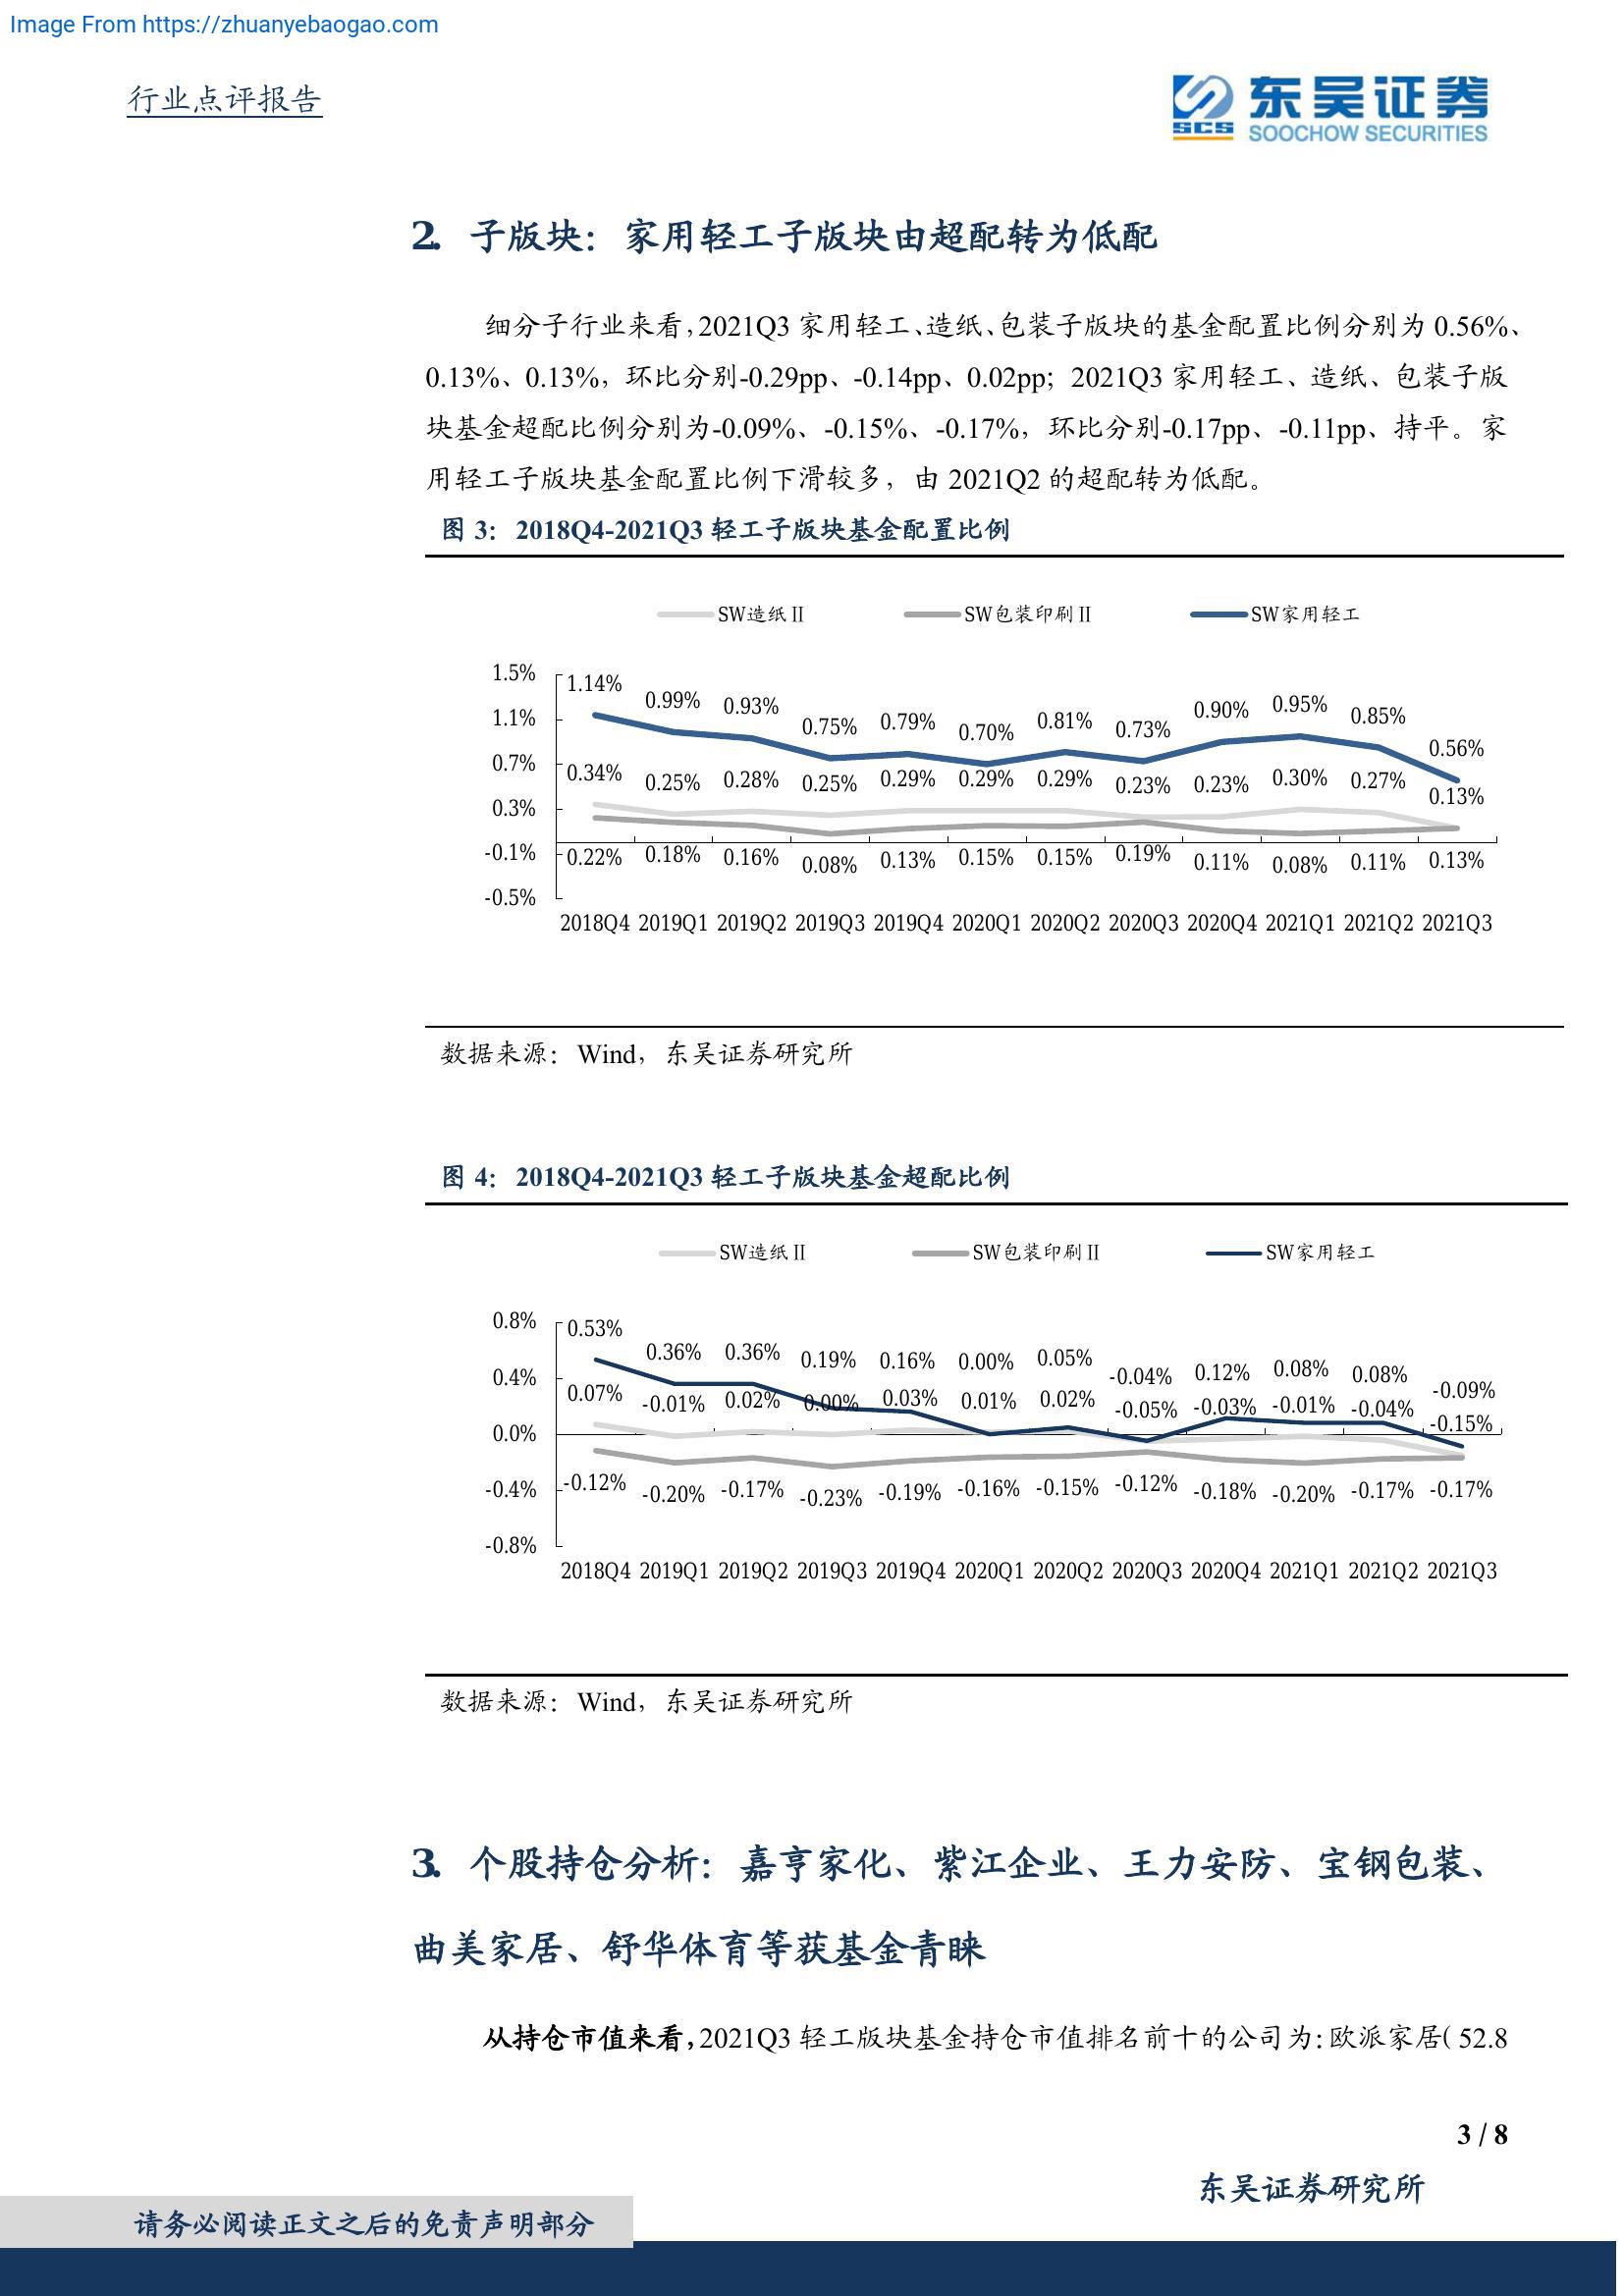 Image From https://zhuanyebaogao.com
行业点评报告
SCS 东吴证券
SOOCHOW SECURITIES
2. 子版块：家用轻工子版块由超配转为低配
细分子行业来看，2021Q3 家用轻工、造纸、包装子版块的基金配置比例分别为 0.56%、
0.13%、0.13%，环比分别-0.29pp、-0.14pp、0.02pp；2021Q3 家用轻工、造纸、包装子版
块基金超配比例分别为-0.09%、-0.15%、-0.17%，环比分别-0.17pp、-0.11pp、持平。家
用轻工子版块基金配置比例下滑较多，由 2021Q2 的超配转为低配。
图 3：2018Q4-2021Q3 轻工子版块基金配置比例
SW造纸Ⅱ SW包装印刷Ⅱ SW家用轻工
1.5%
1.1%
0.7%
0.3%
-0.1%
-0.5%
1.14% 0.99% 0.93% 0.75% 0.79% 0.70% 0.81% 0.73% 0.90% 0.95% 0.85% 0.56%
0.34% 0.25% 0.28% 0.25% 0.29% 0.29% 0.29% 0.23% 0.23% 0.30% 0.27% 0.13%
0.22% 0.18% 0.16% 0.08% 0.13% 0.15% 0.15% 0.19% 0.11% 0.08% 0.11% 0.13%
2018Q4 2019Q1 2019Q2 2019Q3 2019Q4 2020Q1 2020Q2 2020Q3 2020Q4 2021Q1 2021Q2 2021Q3
数据来源：Wind，东吴证券研究所
图 4：2018Q4-2021Q3 轻工子版块基金超配比例
SW造纸Ⅱ SW包装印刷Ⅱ SW家用轻工
0.8%
0.4%
0.0%
-0.4%
-0.8%
0.53% 0.36% 0.36% 0.19% 0.16% 0.00% 0.05% -0.04% 0.12% 0.08% 0.08% -0.09%
0.07% -0.01% 0.02% 0.00% 0.03% 0.01% 0.02% -0.05% -0.03% -0.01% -0.04% -0.15%
-0.12% -0.20% -0.17% -0.23% -0.19% -0.16% -0.15% -0.12% -0.18% -0.20% -0.17% -0.17%
2018Q4 2019Q1 2019Q2 2019Q3 2019Q4 2020Q1 2020Q2 2020Q3 2020Q4 2021Q1 2021Q2 2021Q3
数据来源：Wind，东吴证券研究所
3. 个股持仓分析：嘉亨家化、紫江企业、王力安防、宝钢包装、
曲美家居、舒华体育等获基金青睐
从持仓市值来看，2021Q3 轻工版块基金持仓市值排名前十的公司为：欧派家居（52.8
3 / 8
东吴证券研究所
请务必阅读正文之后的免责声明部分